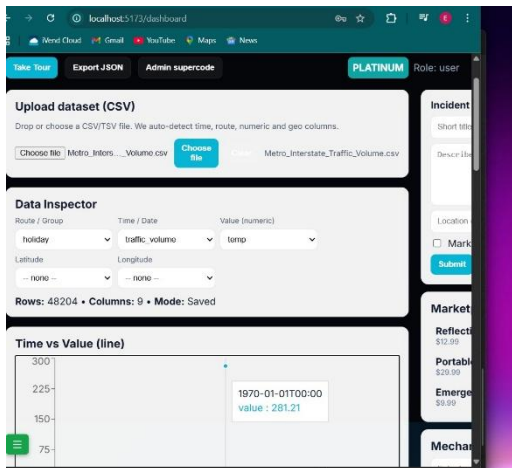 localhost:5173/dashboard
iVend Cloud
Gmail
YouTube
Maps
News
Take Tour
Export JSON
Admin supercode
PLATINUM
Role: user
Upload dataset (CSV)
Drop or choose a CSV/TSV file. We auto-detect time, route, numeric and geo columns.
Choose file Metro_Inters…_Volume.csv
Choose
file
Metro_Interstate_Traffic_Volume.csv
Data Inspector
Route / Group
Time / Date
Value (numeric)
holiday
traffic_volume
temp
Latitude
Longitude
-- none --
-- none --
Rows: 48204 • Columns: 9 • Mode: Saved
Time vs Value (line)
300
225
150
75
1970-01-01T00:00
value : 281.21
Incident
Short title
Describe
Location
Mark
Submit
Market
Reflecti
$12.99
Portabl
$29.99
Emerge
$9.99
Mechar